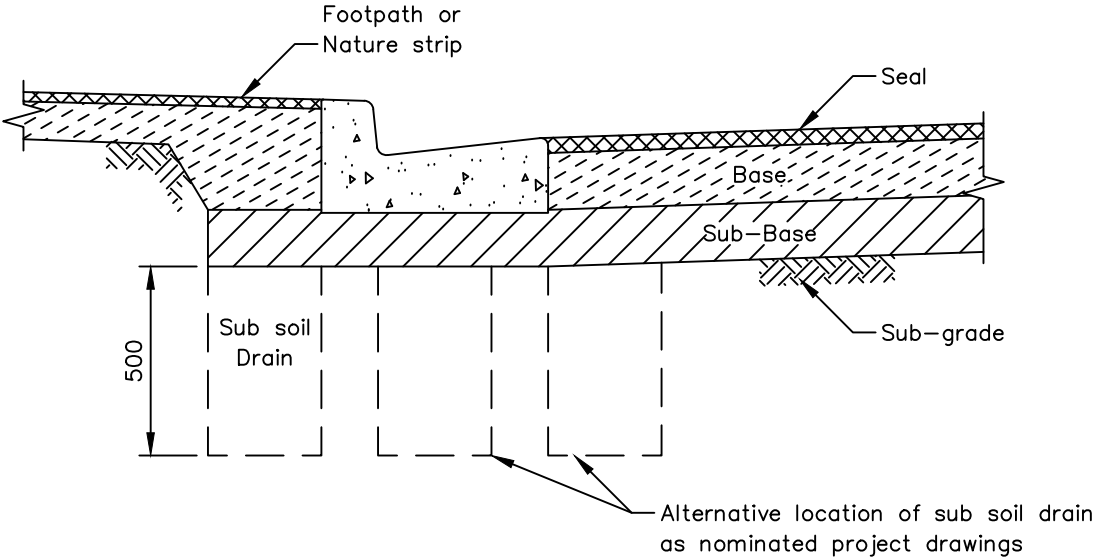 Footpath or
Nature strip
Seal
Base
Sub-Base
Sub soil
Drain
Sub-grade
500
Alternative location of sub soil drain
as nominated project drawings